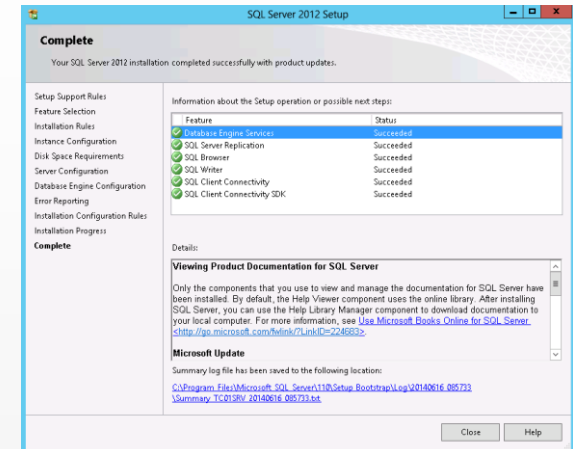 SQL Server 2012 Setup
Complete
Your SQL Server 2012 installation completed successfully with product updates.
Setup Support Rules
Feature Selection
Installation Rules
Instance Configuration
Disk Space Requirements
Server Configuration
Database Engine Configuration
Error Reporting
Installation Configuration Rules
Installation Progress
Complete
Information about the Setup operation or possible next steps:
Feature Status
Database Engine Services Succeeded
SQL Server Replication Succeeded
SQL Browser Succeeded
SQL Writer Succeeded
SQL Client Connectivity Succeeded
SQL Client Connectivity SDK Succeeded
Details:
Viewing Product Documentation for SQL Server
Only the components that you use to view and manage the documentation for SQL Server have
been installed. By default, the Help Viewer component uses the online library. After installing
SQL Server, you can use the Help Library Manager component to download documentation to
your local computer. For more information, see Use Microsoft Books Online for SQL Server
<http://go.microsoft.com/fwlink/?LinkID=224683>.
Microsoft Update
Summary log file has been saved to the following location:
C:\Program Files\Microsoft SQL Server\110\Setup Bootstrap\Log\20140616_085733
\Summary_TC01SRV_20140616_085733.txt
Close Help